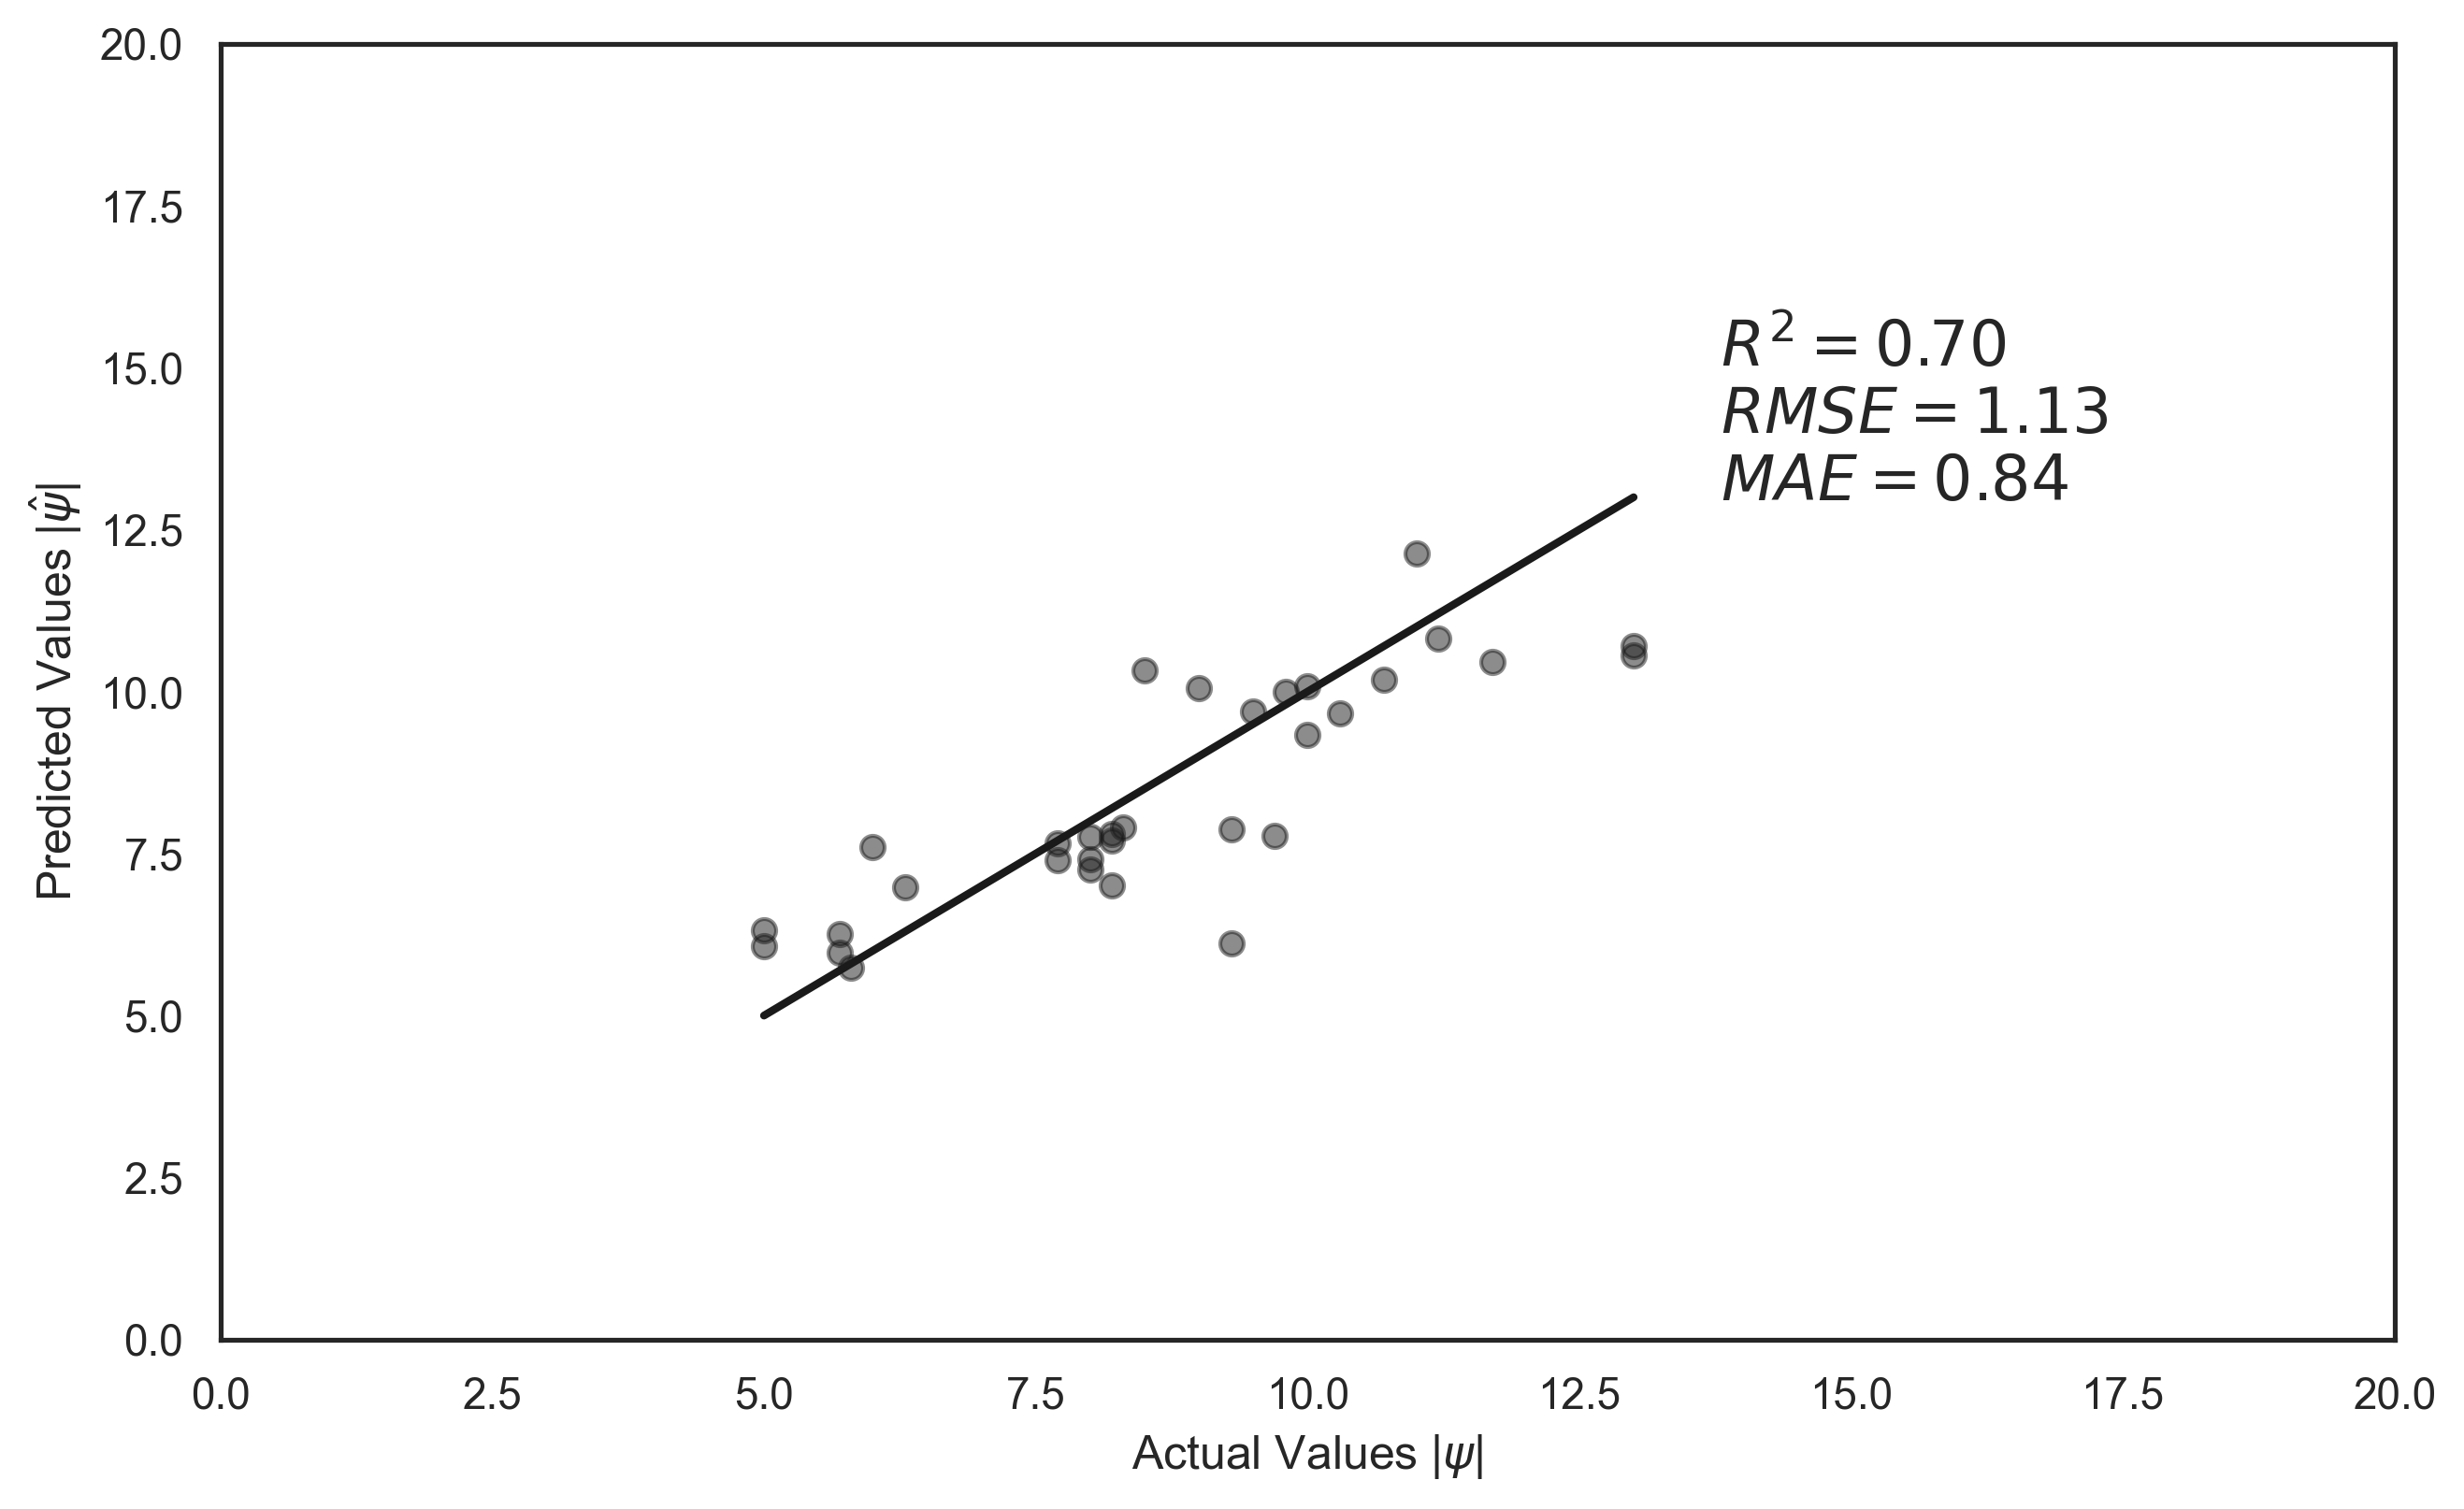 20.0
17.5
15.0
12.5
10.0
7.5
5.0
2.5
0.0
0.0 2.5 5.0 7.5 10.0 12.5 15.0 17.5 20.0
Predicted Values |ψ̂|
Actual Values |ψ|
R² = 0.70
RMSE = 1.13
MAE = 0.84